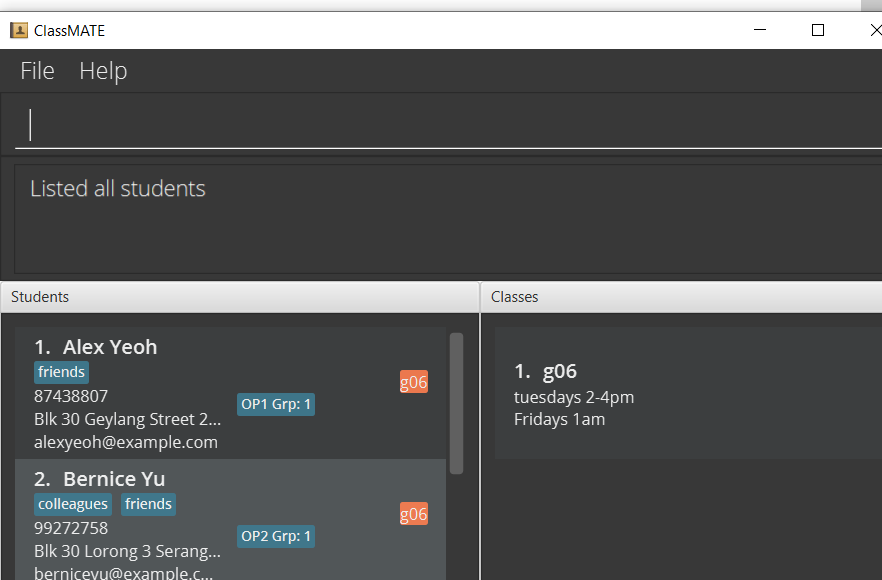 ClassMATE
File Help
Listed all students
Students
1. Alex Yeoh
friends
87438807
Blk 30 Geylang Street 2...
alexyeoh@example.com
OP1 Grp: 1
g06
2. Bernice Yu
colleagues friends
99272758
Blk 30 Lorong 3 Serang...
berniceyu@example.c...
OP2 Grp: 1
g06
Classes
1. g06
tuesdays 2-4pm
Fridays 1am